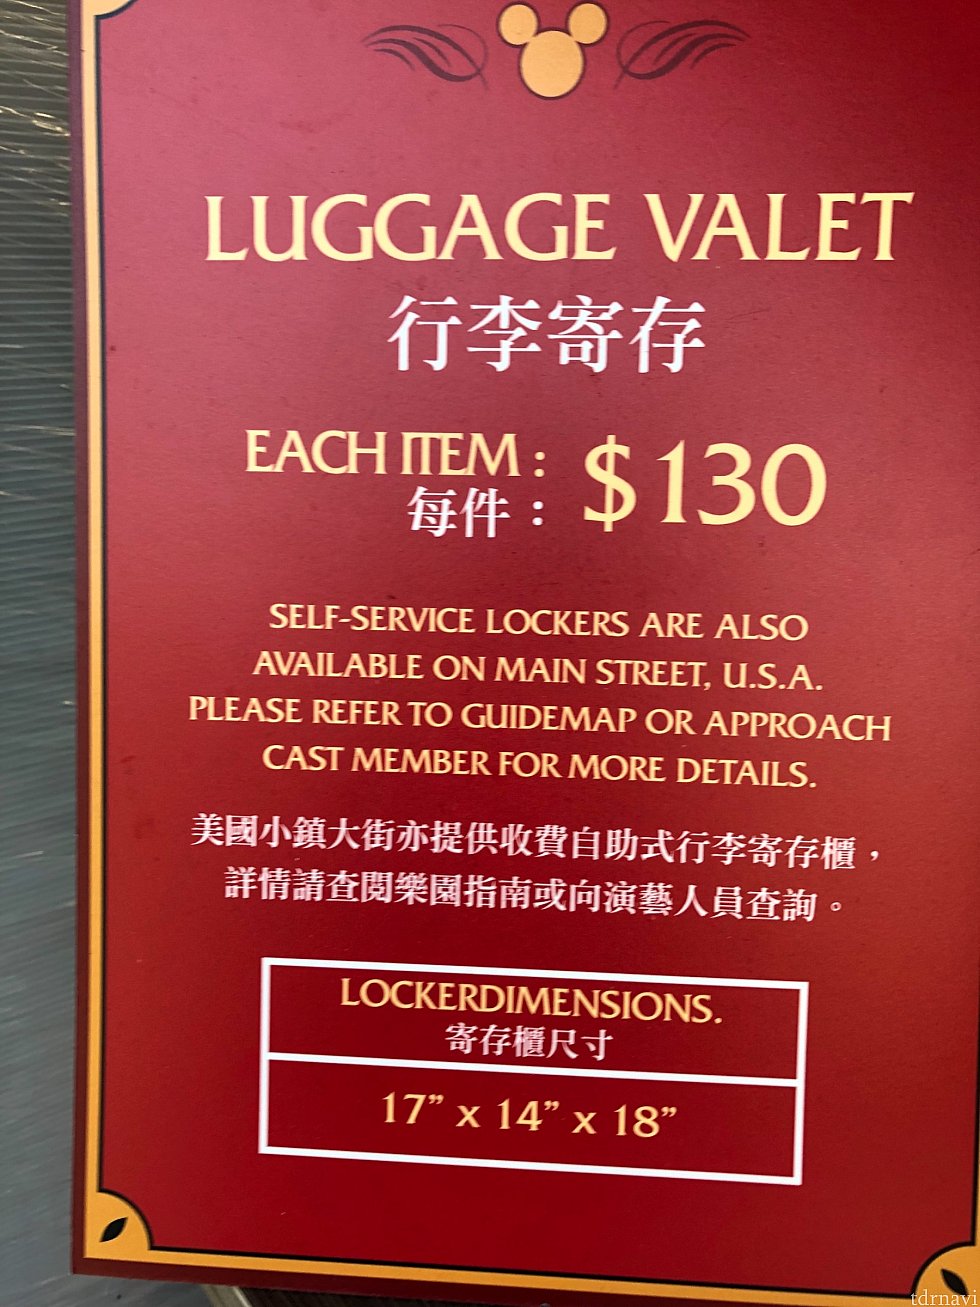 LUGGAGE VALET
行李寄存
EACH ITEM : $130
每件：
SELF-SERVICE LOCKERS ARE ALSO
AVAILABLE ON MAIN STREET, U.S.A.
PLEASE REFER TO GUIDEMAP OR APPROACH
CAST MEMBER FOR MORE DETAILS.
美國小鎮大街亦提供收費自助式行李寄存櫃，
詳情請查閱樂園指南或向演藝人員查詢。
LOCKERDIMENSIONS.
寄存櫃尺寸
17” x 14” x 18”
tdrnavi